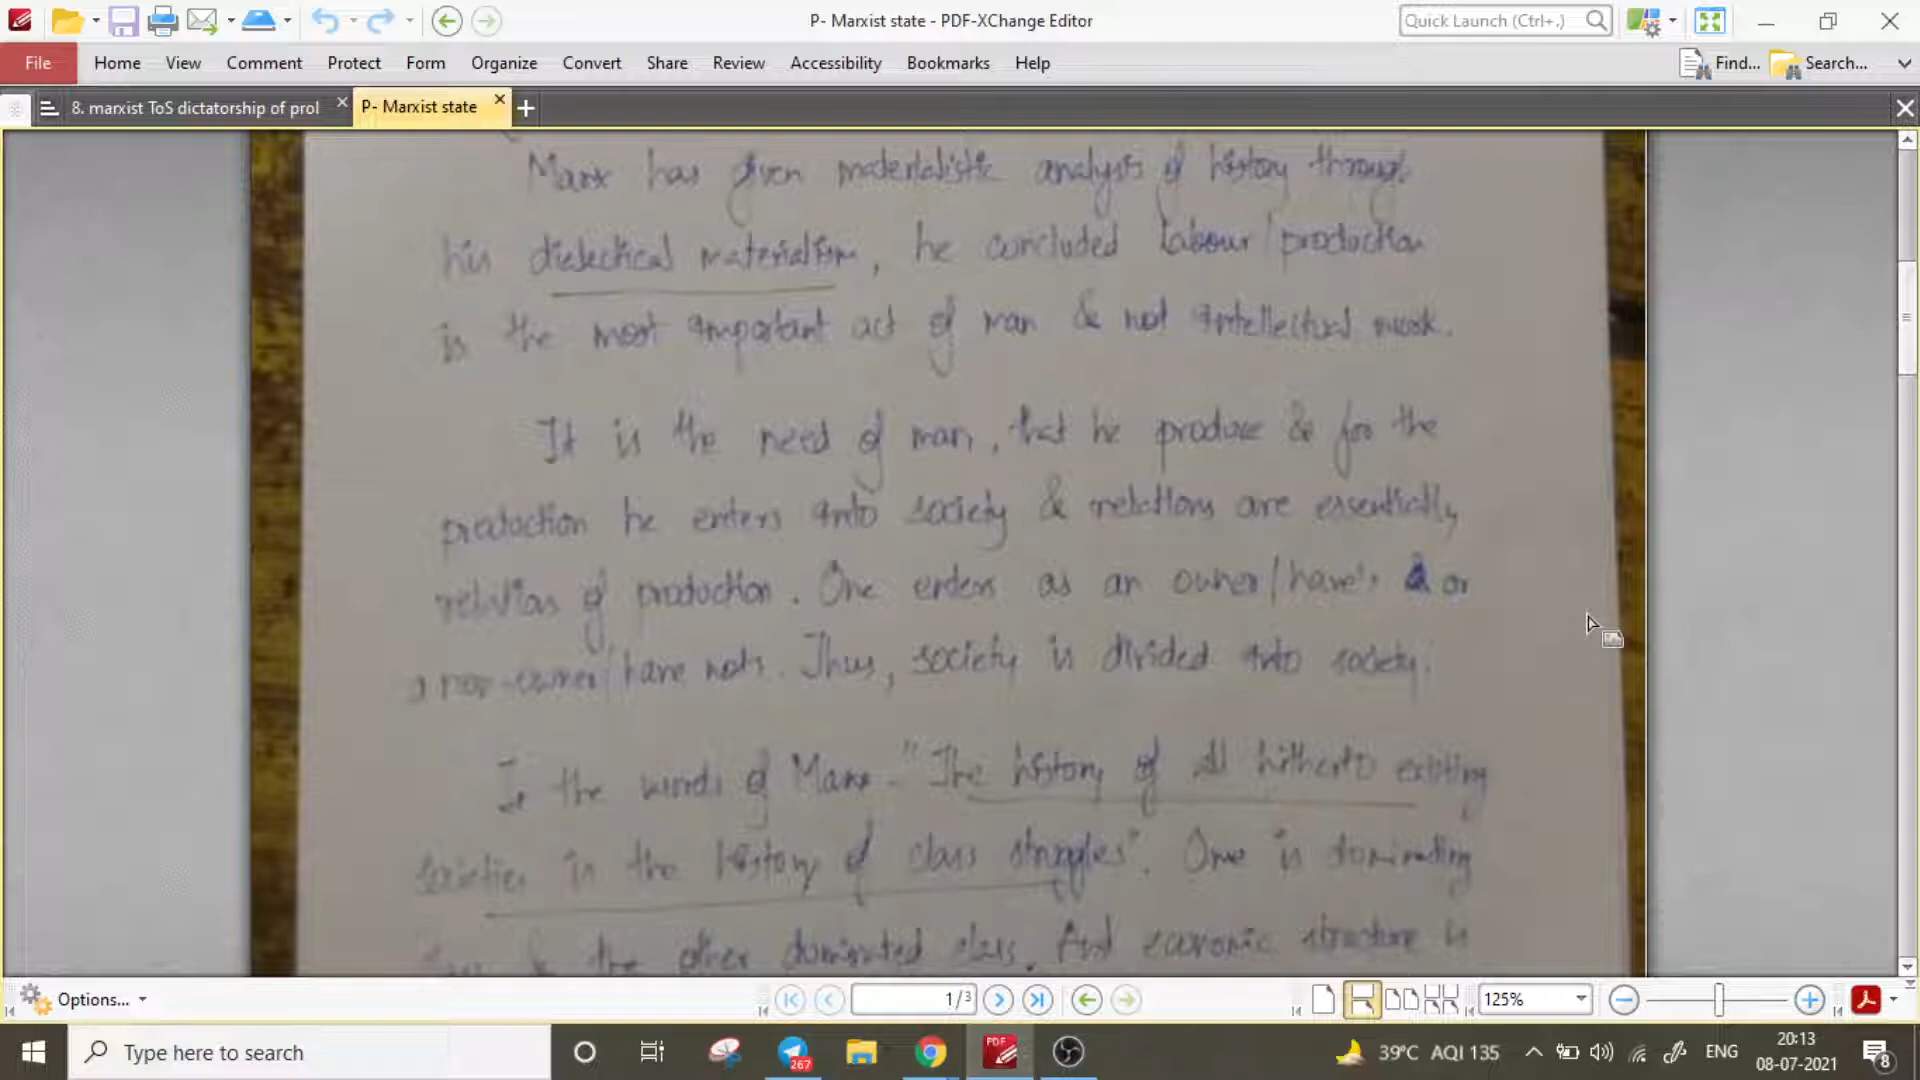 P- Marxist state - PDF-XChange Editor
Quick Launch (Ctrl+.)
File Home View Comment Protect Form Organize Convert Share Review Accessibility Bookmarks Help
Find... Search...
8. marxist ToS dictatorship of prol
P- Marxist state
Marx has given materialistic analysis of history through
his dialectical materialism, he concluded labour/production
is the most important act of man & not intellectual work.
It is the need of man, that he produce & for the
production he enters into society & relations are essentially
relations of production. One enters as an owner/have's or
a non-owner/have nots. Thus, society is divided into society.
In the words of Marx - "The history of all hitherto existing
societies is the history of class struggles". One is dominating
class & the other dominated class. And economic structure is
Options...
1/3
125%
Type here to search
267
PDF
39°C AQI 135
ENG
20:13
08-07-2021
8